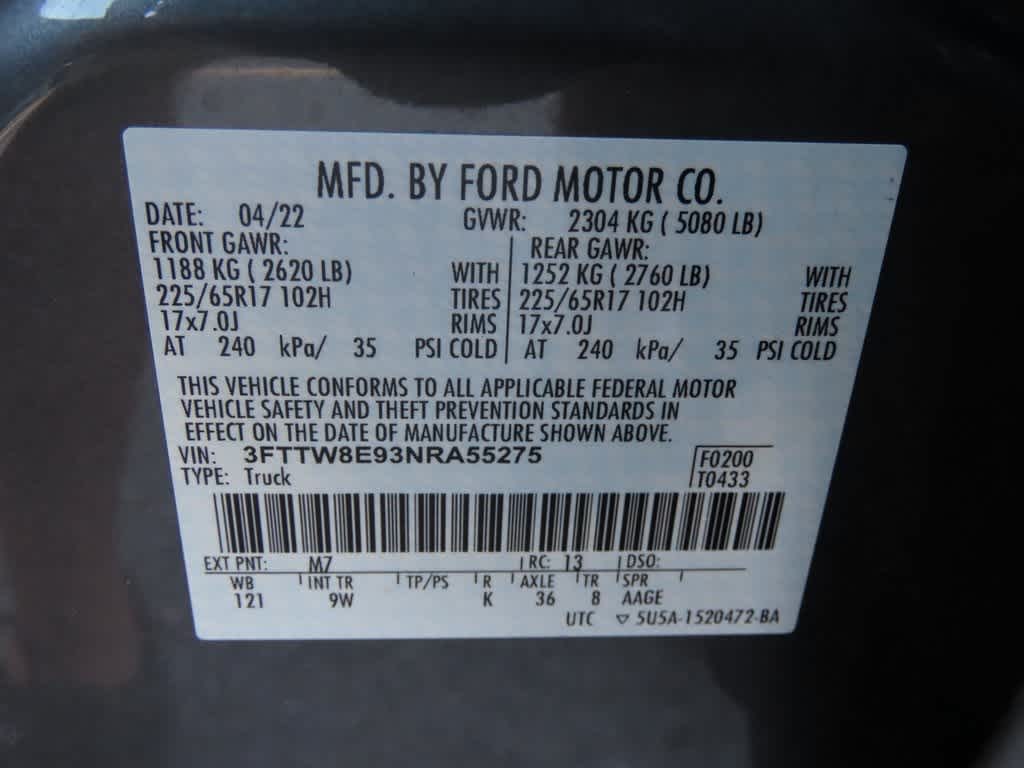 MFD. BY FORD MOTOR CO.
DATE: 04/22 GVWR: 2304 KG ( 5080 LB)
FRONT GAWR: REAR GAWR:
1188 KG ( 2620 LB) WITH 1252 KG ( 2760 LB) WITH
225/65R17 102H TIRES 225/65R17 102H TIRES
17x7.0J RIMS 17x7.0J RIMS
AT 240 kPa/ 35 PSI COLD AT 240 kPa/ 35 PSI COLD
THIS VEHICLE CONFORMS TO ALL APPLICABLE FEDERAL MOTOR
VEHICLE SAFETY AND THEFT PREVENTION STANDARDS IN
EFFECT ON THE DATE OF MANUFACTURE SHOWN ABOVE.
VIN: 3FTTW8E93NRA55275 F0200
TYPE: Truck T0433
EXT PNT: M7 RC: 13 DSO:
WB INT TR TP/PS R AXLE TR SPR
121 9W K 36 8 AAGE
UTC ▽ 5U5A-1520472-BA